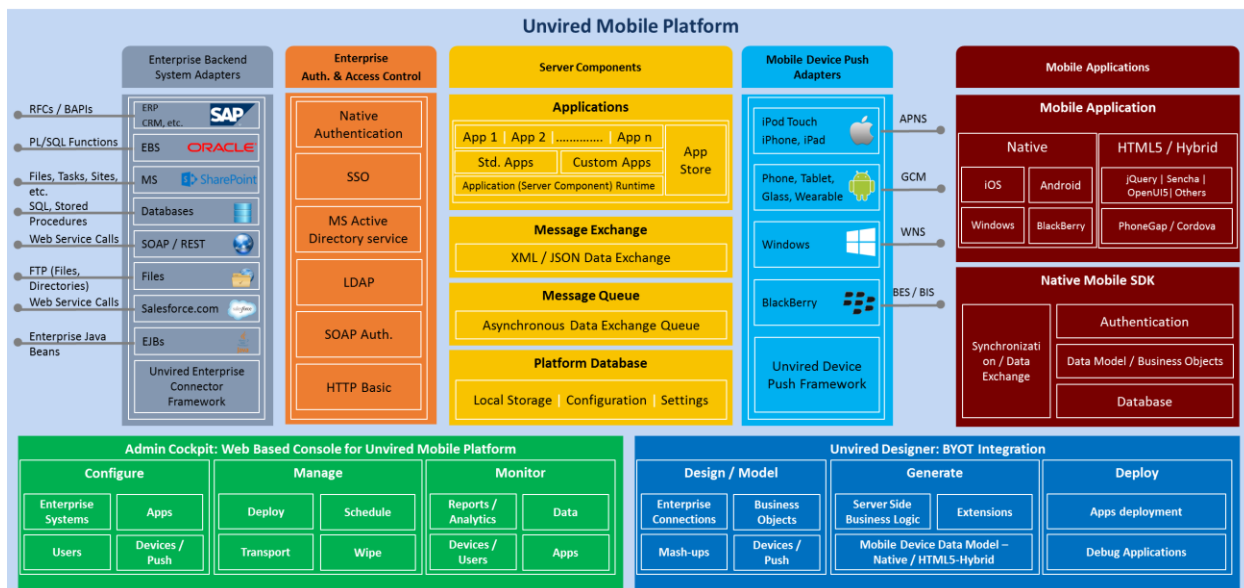 Unvired Mobile Platform
Enterprise Backend
System Adapters
RFCs / BAPIs
ERP
CRM, etc.
SAP
PL/SQL Functions
EBS
ORACLE
Files, Tasks, Sites,
etc.
MS
SharePoint
SQL, Stored
Procedures
Databases
Web Service Calls
SOAP / REST
FTP (Files,
Directories)
Files
Web Service Calls
Salesforce.com
Enterprise Java
Beans
EJBs
Unvired Enterprise
Connector
Framework
Enterprise
Auth. & Access Control
Native
Authentication
SSO
MS Active
Directory service
LDAP
SOAP Auth.
HTTP Basic
Server Components
Applications
App 1 | App 2 |.............. | App n
Std. Apps
Custom Apps
Application (Server Component) Runtime
App
Store
Message Exchange
XML / JSON Data Exchange
Message Queue
Asynchronous Data Exchange Queue
Platform Database
Local Storage | Configuration | Settings
Mobile Device Push
Adapters
iPod Touch
iPhone, iPad
APNS
Phone, Tablet,
Glass, Wearable
GCM
Windows
WNS
BlackBerry
BES / BIS
Unvired Device
Push Framework
Mobile Applications
Mobile Application
Native
iOS
Android
Windows
BlackBerry
HTML5 / Hybrid
jQuery | Sencha |
OpenUI5| Others
PhoneGap / Cordova
Native Mobile SDK
Synchronizati
on / Data
Exchange
Authentication
Data Model / Business Objects
Database
Admin Cockpit: Web Based Console for Unvired Mobile Platform
Configure
Enterprise
Systems
Apps
Users
Devices /
Push
Manage
Deploy
Schedule
Transport
Wipe
Monitor
Reports /
Analytics
Data
Devices /
Users
Apps
Unvired Designer: BYOT Integration
Design / Model
Enterprise
Connections
Business
Objects
Mash-ups
Devices /
Push
Generate
Server Side
Business Logic
Extensions
Mobile Device Data Model –
Native / HTML5-Hybrid
Deploy
Apps deployment
Debug Applications